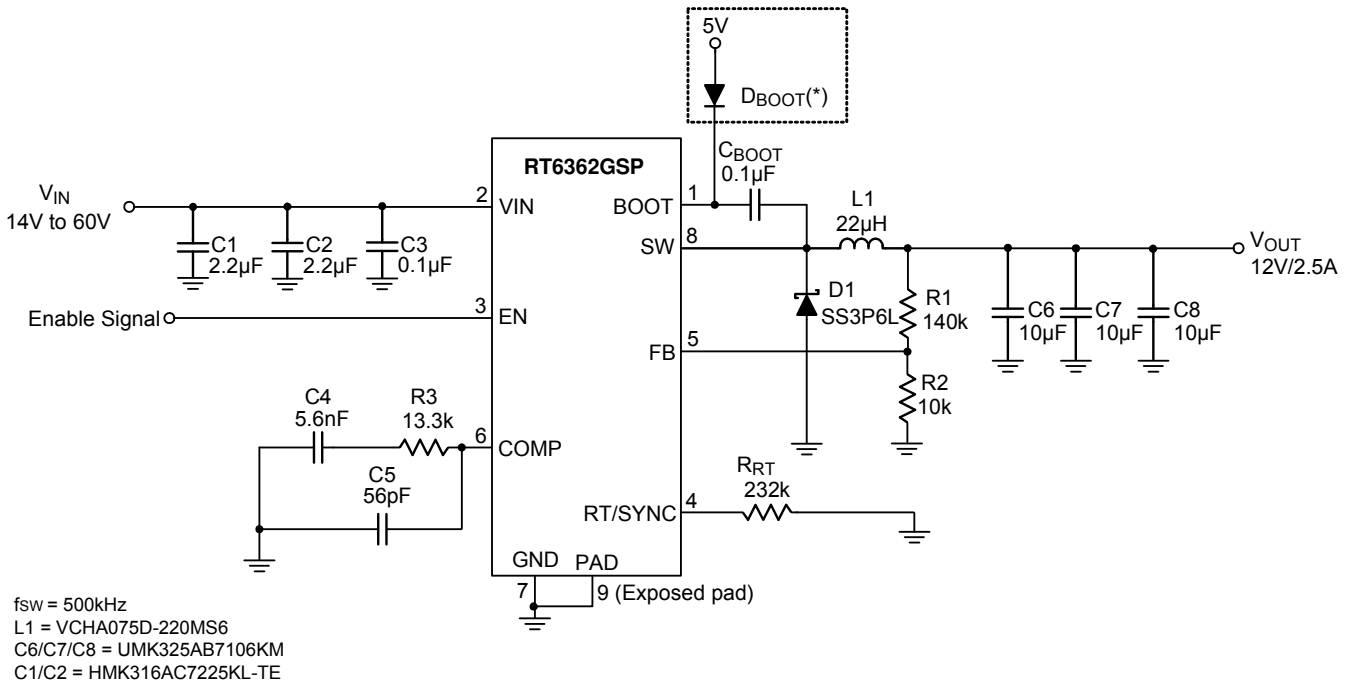 5V
DBOOT(*)
RT6362GSP
CBOOT
0.1µF
VIN
14V to 60V
2
VIN
BOOT
1
L1
22µH
C1
2.2µF
C2
2.2µF
C3
0.1µF
SW
8
VOUT
12V/2.5A
Enable Signal
3
EN
D1
SS3P6L
R1
140k
C6
10µF
C7
10µF
C8
10µF
FB
5
R2
10k
C4
5.6nF
R3
13.3k
6
COMP
C5
56pF
RRT
232k
RT/SYNC
4
GND
PAD
7
9 (Exposed pad)
fsw = 500kHz
L1 = VCHA075D-220MS6
C6/C7/C8 = UMK325AB7106KM
C1/C2 = HMK316AC7225KL-TE